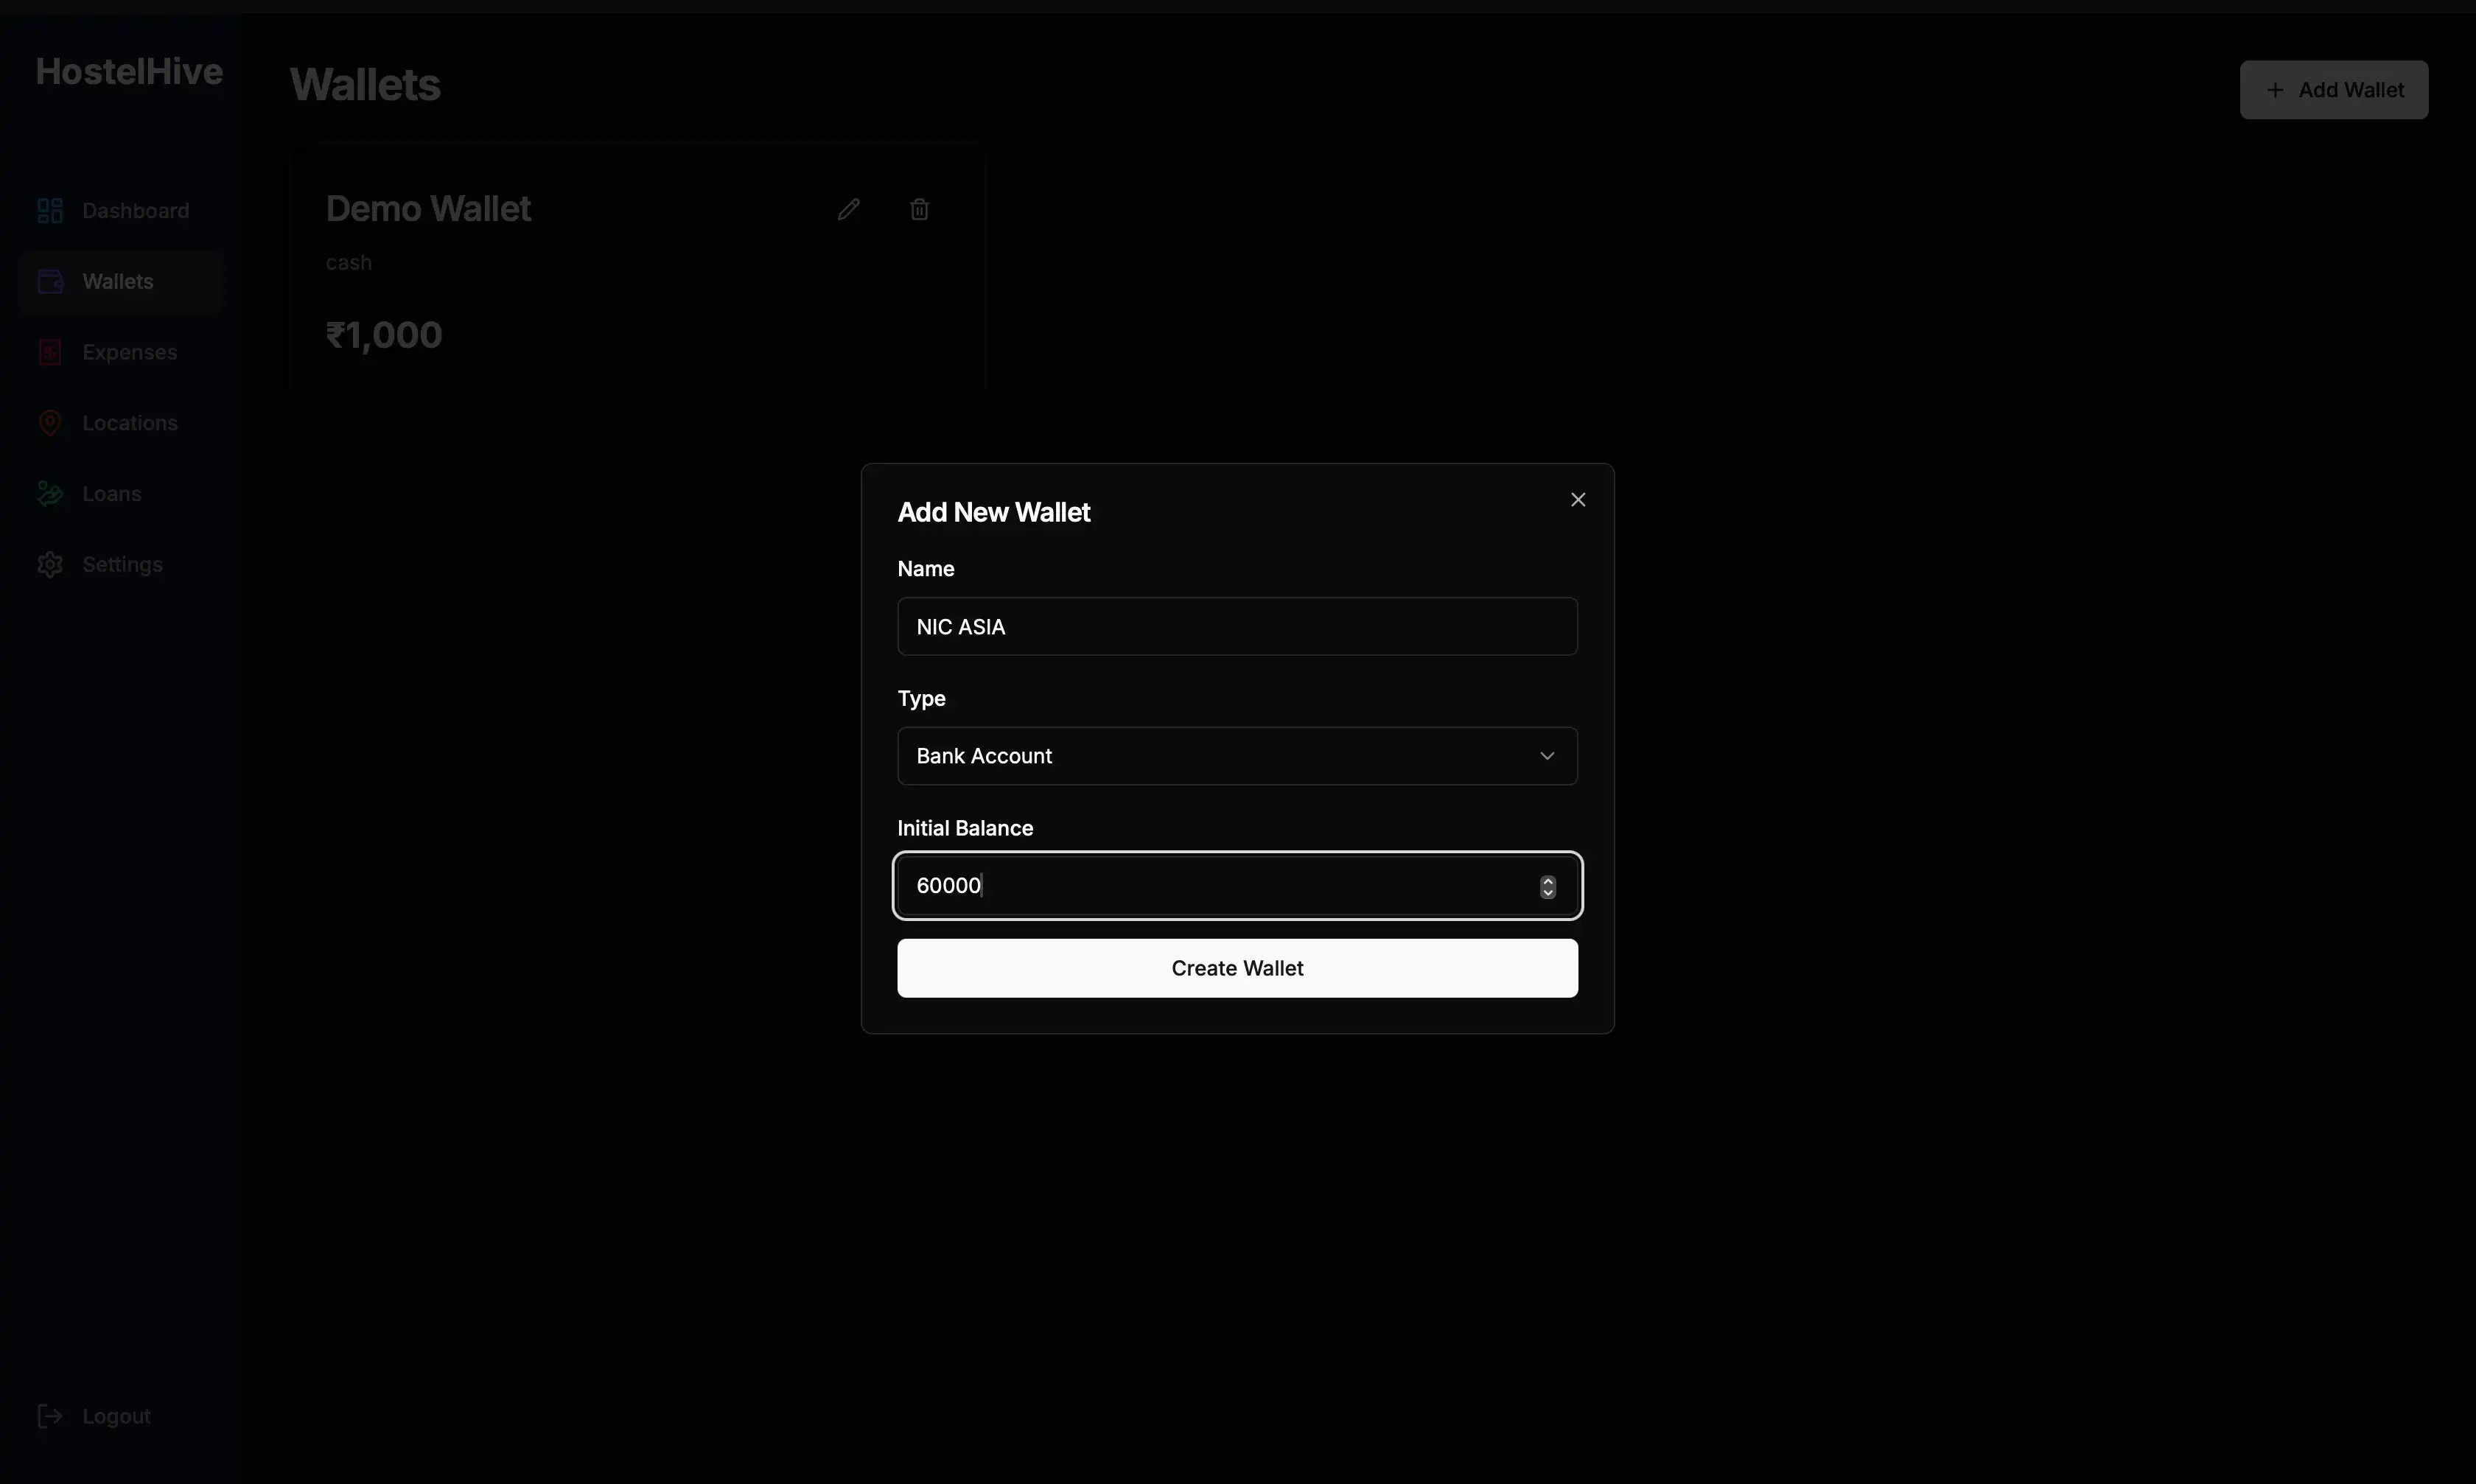 HostelHive
Dashboard
Wallets
Expenses
Locations
Loans
Settings
Logout
Wallets
+ Add Wallet
Demo Wallet
cash
₹1,000
Add New Wallet
Name
NIC ASIA
Type
Bank Account
Initial Balance
60000
Create Wallet